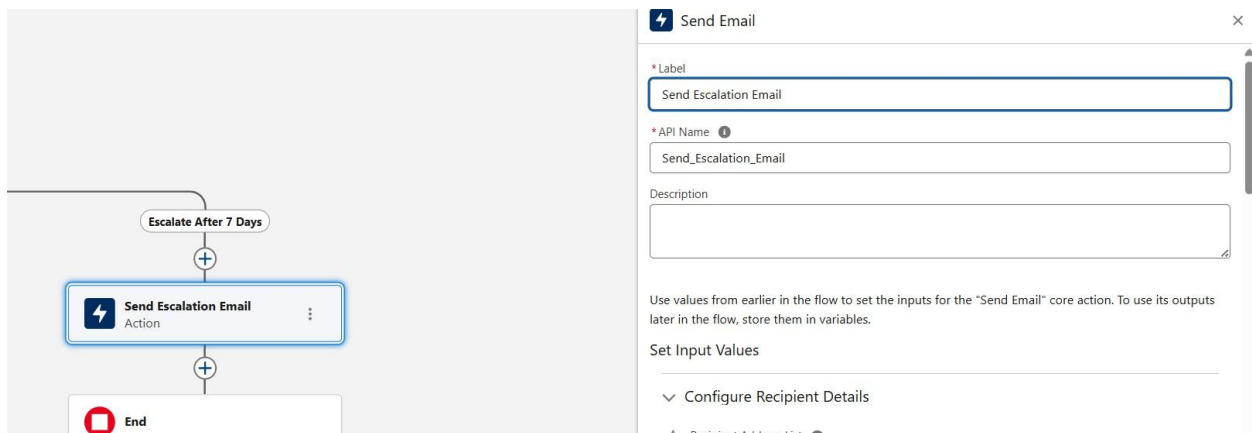 Escalate After 7 Days
Send Escalation Email
Action
End
Send Email
* Label
Send Escalation Email
* API Name
Send_Escalation_Email
Description
Use values from earlier in the flow to set the inputs for the "Send Email" core action. To use its outputs
later in the flow, store them in variables.
Set Input Values
Configure Recipient Details